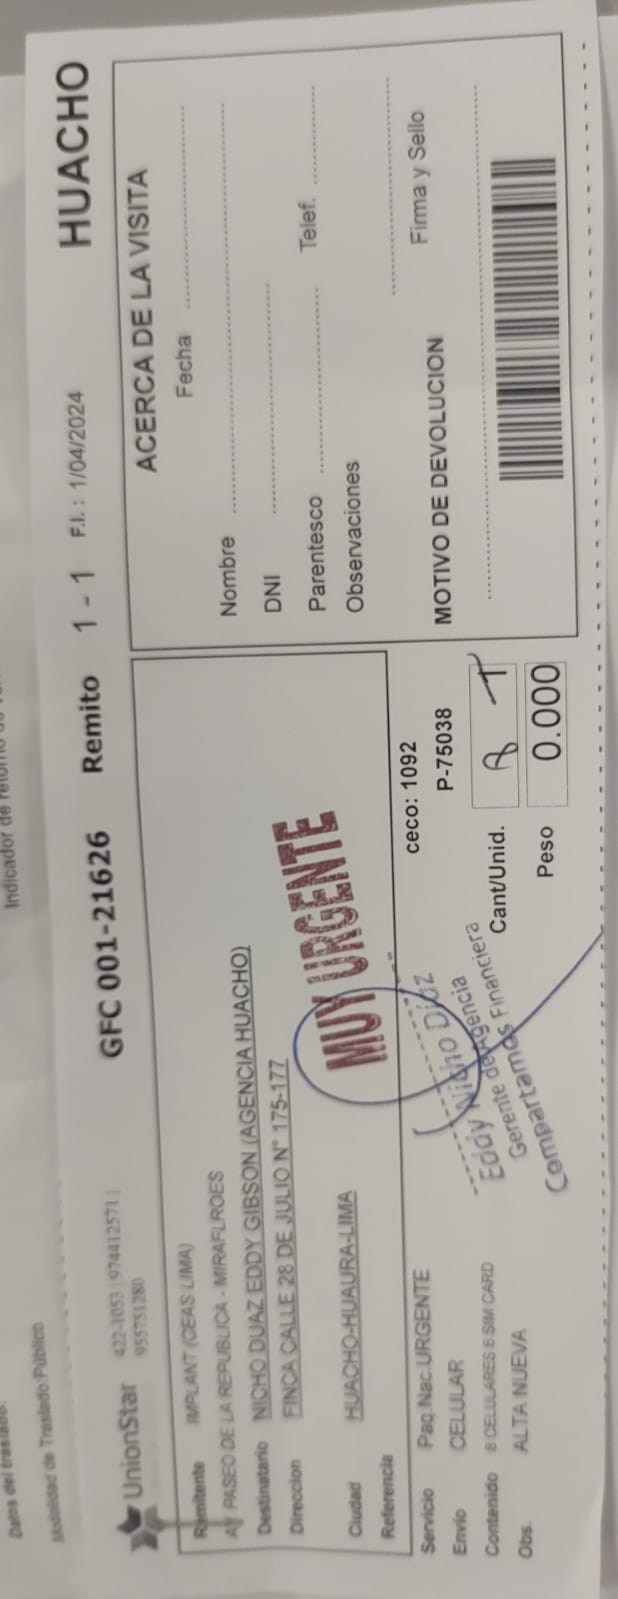 Datos del traslado:
Modalidad de Traslado Público
Indicador de retorno de
UnionStar
422-1053 | 974412571 |
955751280
GFC 001-21626
Remito
1 - 1
F.I. : 1/04/2024
HUACHO
Remitente IMPLANT (CEAS LIMA)
AV PASEO DE LA REPUBLICA - MIRAFLROES
Destinatario NICHO DUAZ EDDY GIBSON (AGENCIA HUACHO)
Direccion FINCA CALLE 28 DE JULIO N° 175-177
MUY URGENTE
Ciudad HUACHO-HUAURA-LIMA
Referencia
Servicio Paq.Nac.URGENTE
ceco: 1092
Envio CELULAR
P-75038
Contenido 6 CELULARES 6 SIM CARD
Cant/Unid.
Obs. ALTA NUEVA
Peso 0.000
Eddy Nicho Díaz
Gerente de Agencia
Compartamos Financiera
ACERCA DE LA VISITA
Fecha
Nombre
DNI
Parentesco Telef.
Observaciones
Firma y Sello
MOTIVO DE DEVOLUCION